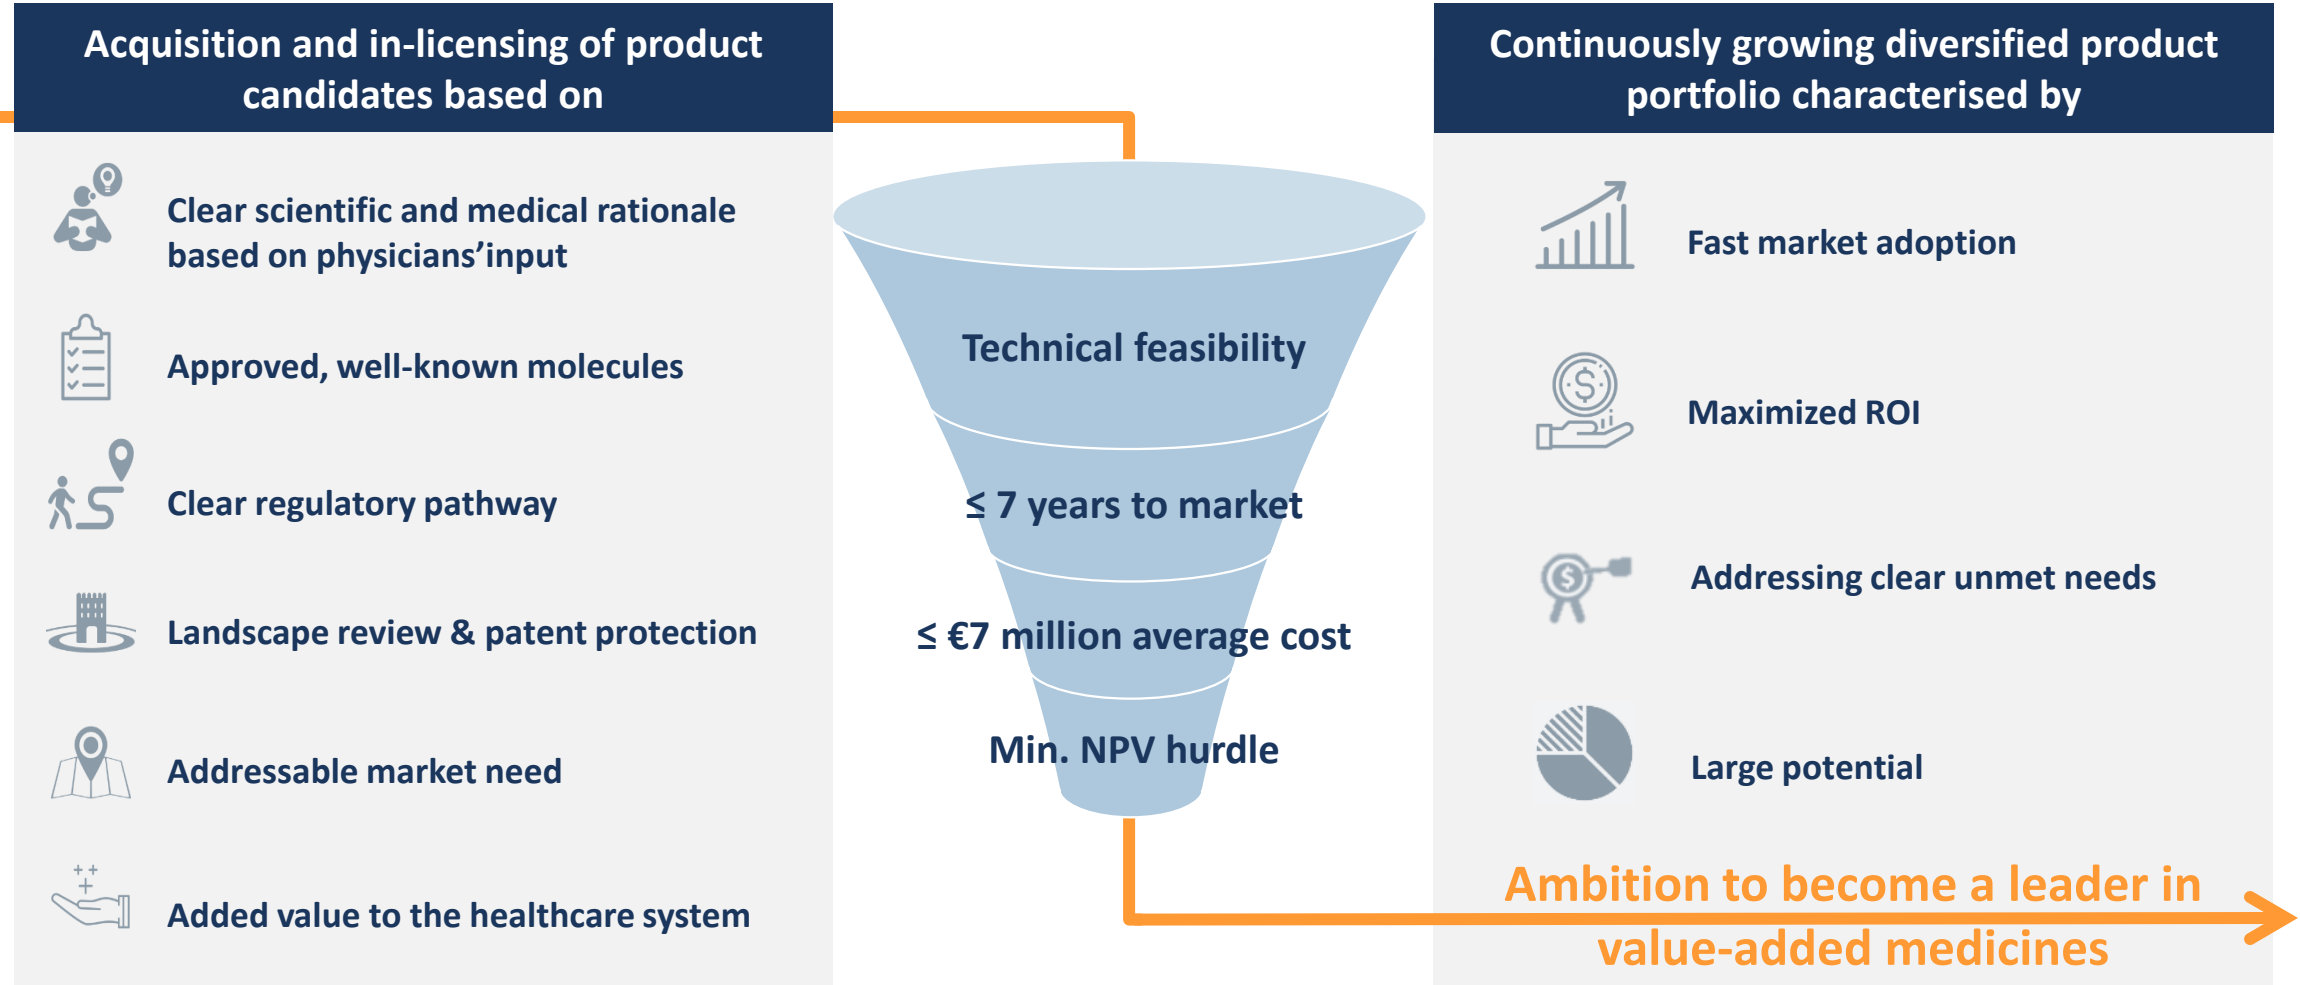 Acquisition and in-licensing of product
candidates based on
Clear scientific and medical rationale
based on physicians’input
Approved, well-known molecules
Clear regulatory pathway
Landscape review & patent protection
Addressable market need
Added value to the healthcare system
Technical feasibility
≤ 7 years to market
≤ €7 million average cost
Min. NPV hurdle
Continuously growing diversified product
portfolio characterised by
Fast market adoption
Maximized ROI
Addressing clear unmet needs
Large potential
Ambition to become a leader in
value-added medicines